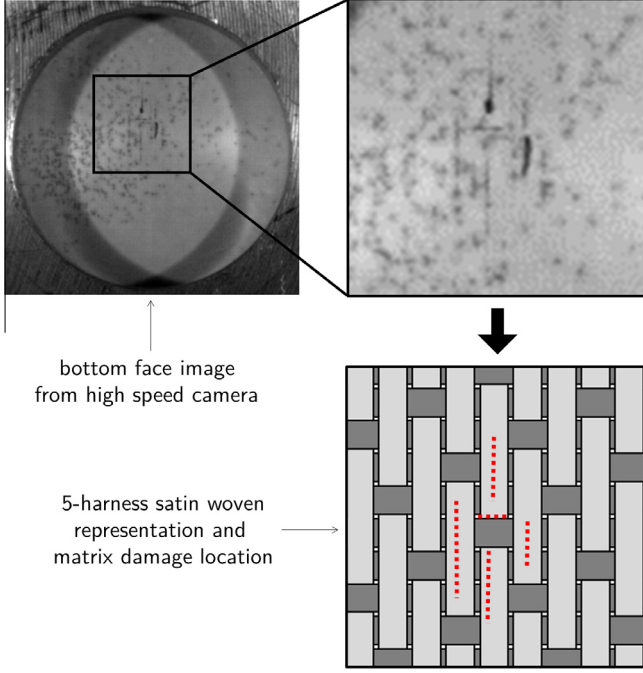 bottom face image
from high speed camera
5-harness satin woven
representation and
matrix damage location